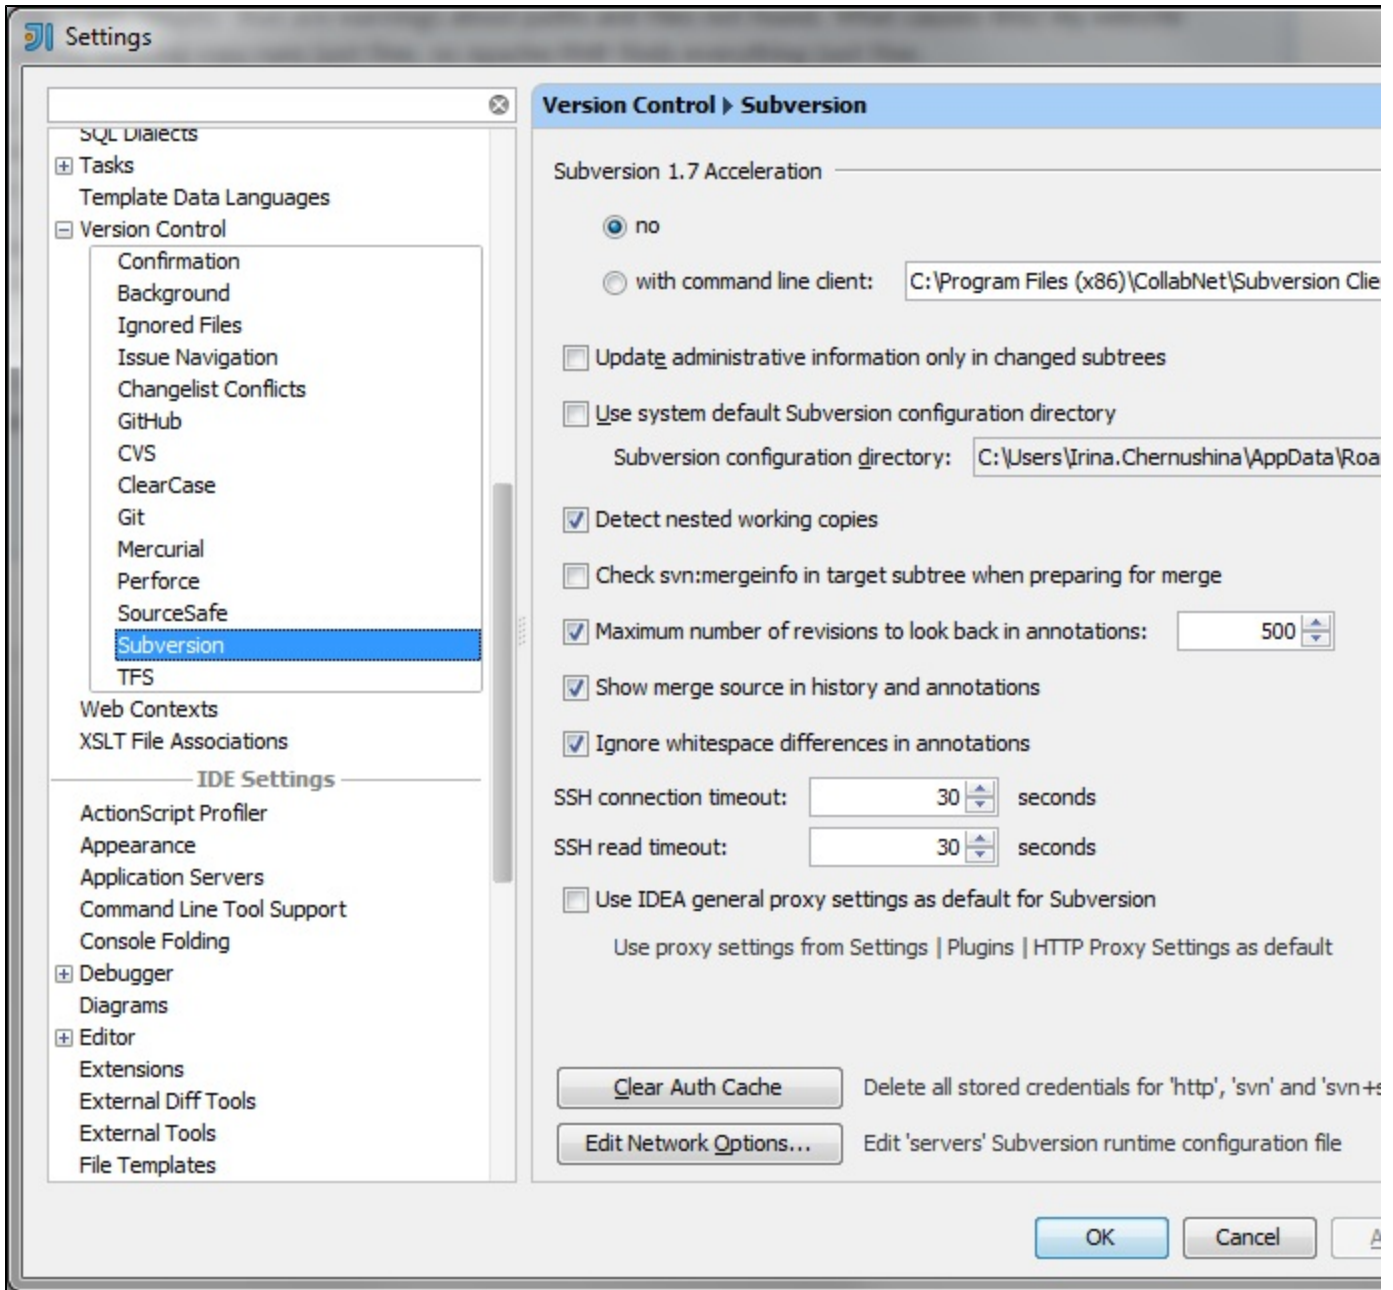 Settings
SQL Dialects
Tasks
Template Data Languages
Version Control
Confirmation
Background
Ignored Files
Issue Navigation
Changelist Conflicts
GitHub
CVS
ClearCase
Git
Mercurial
Perforce
SourceSafe
Subversion
TFS
Web Contexts
XSLT File Associations
IDE Settings
ActionScript Profiler
Appearance
Application Servers
Command Line Tool Support
Console Folding
Debugger
Diagrams
Editor
Extensions
External Diff Tools
External Tools
File Templates
Version Control Subversion
Subversion 1.7 Acceleration
no
with command line client: C:\Program Files (x86)\CollabNet\Subversion Clie
Update administrative information only in changed subtrees
Use system default Subversion configuration directory
Subversion configuration directory: C:\Users\Irina.Chernushina\AppData\Roa
Detect nested working copies
Check svn:mergeinfo in target subtree when preparing for merge
Maximum number of revisions to look back in annotations: 500
Show merge source in history and annotations
Ignore whitespace differences in annotations
SSH connection timeout: 30 seconds
SSH read timeout: 30 seconds
Use IDEA general proxy settings as default for Subversion
Use proxy settings from Settings | Plugins | HTTP Proxy Settings as default
Clear Auth Cache Delete all stored credentials for 'http', 'svn' and 'svn+s
Edit Network Options... Edit 'servers' Subversion runtime configuration file
OK Cancel A